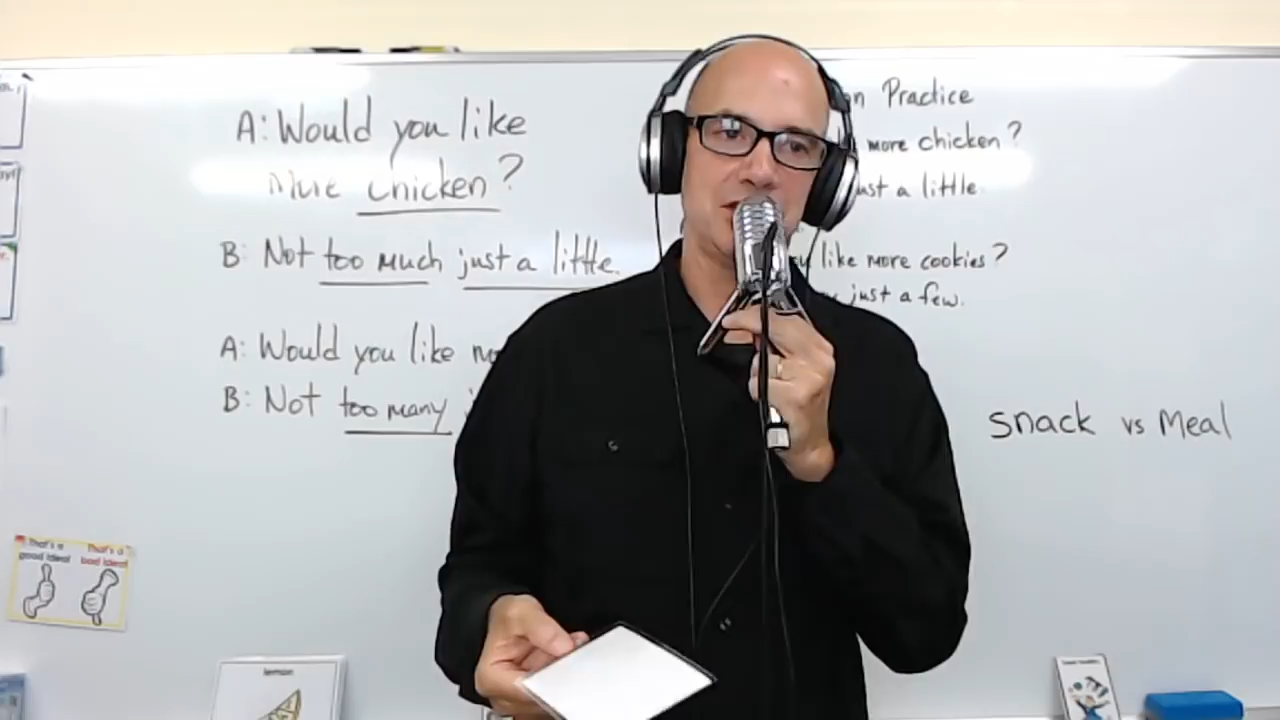 A: Would you like
More chicken?
B: Not too much just a little.
A: Would you like
B: Not too many
Practice
more chicken?
just a little
like more cookies?
just a few.
Snack vs Meal
That's a good idea!
That's a bad idea!
lemon